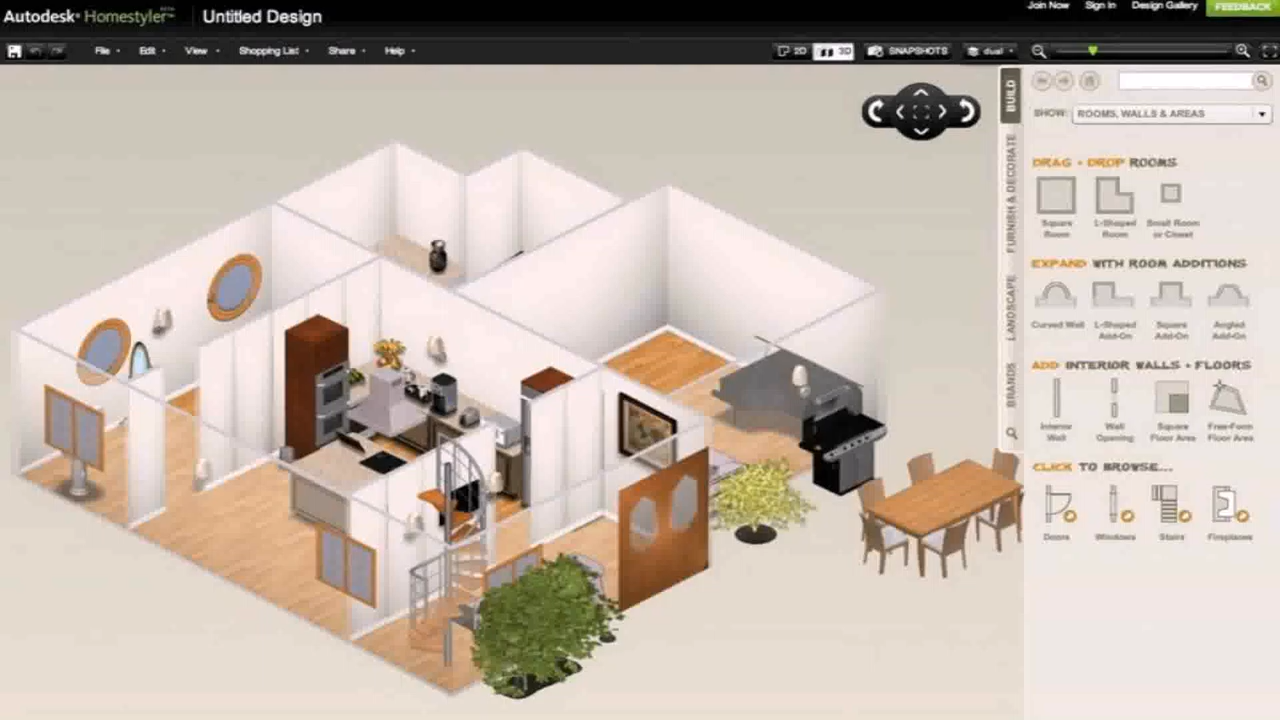 Autodesk® Homestyler™ BETA
Untitled Design
Join Now Sign In Design Gallery FEEDBACK
File Edit View Shopping List Share Help
2D 3D SNAPSHOTS dual
BUILD
FURNISH & DECORATE
LANDSCAPE
BRANDS
SHOW: ROOMS, WALLS & AREAS
DRAG + DROP ROOMS
Square Room
L-Shaped Room
Small Room or Closet
EXPAND WITH ROOM ADDITIONS
Curved Wall
L-Shaped Add-On
Square Add-On
Angled Add-On
ADD INTERIOR WALLS + FLOORS
Interior Wall
Wall Opening
Square Floor Area
Free-Form Floor Area
CLICK TO BROWSE...
Doors Windows Stairs Fireplaces